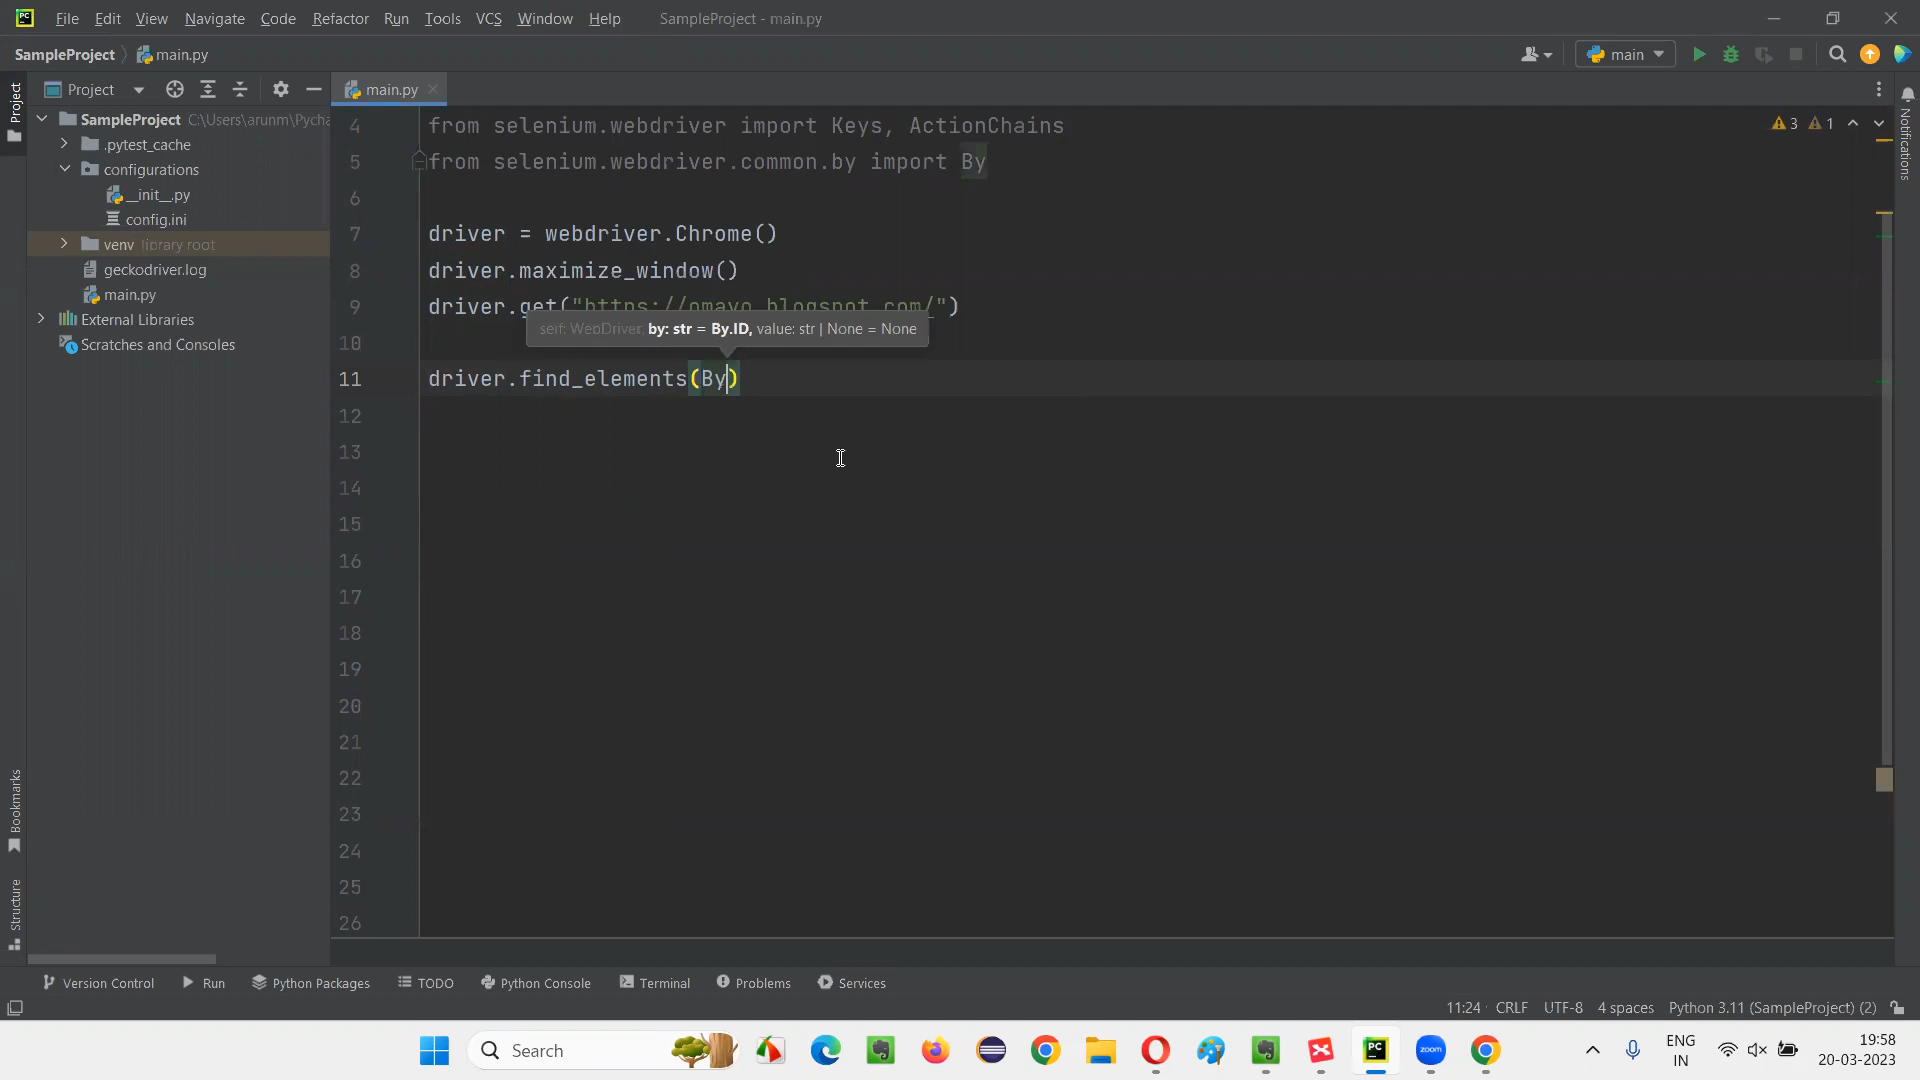 File Edit View Navigate Code Refactor Run Tools VCS Window Help SampleProject - main.py
SampleProject main.py main
Project main.py
Project
SampleProject C:\Users\arunm\Pycha
.pytest_cache
configurations
__init__.py
config.ini
venv library root
geckodriver.log
main.py
External Libraries
Scratches and Consoles
4 from selenium.webdriver import Keys, ActionChains
5 from selenium.webdriver.common.by import By
6
7 driver = webdriver.Chrome()
8 driver.maximize_window()
9 driver.get("https://omayo.blogspot.com/")
self: WebDriver, by: str = By.ID, value: str | None = None
10
11 driver.find_elements(By)
12
13
14
15
16
17
18
19
20
21
22
23
24
25
26
3 1
Notifications
Bookmarks
Structure
Version Control Run Python Packages TODO Python Console Terminal Problems Services
11:24 CRLF UTF-8 4 spaces Python 3.11 (SampleProject) (2)
Search
zoom
ENG
IN
19:58
20-03-2023